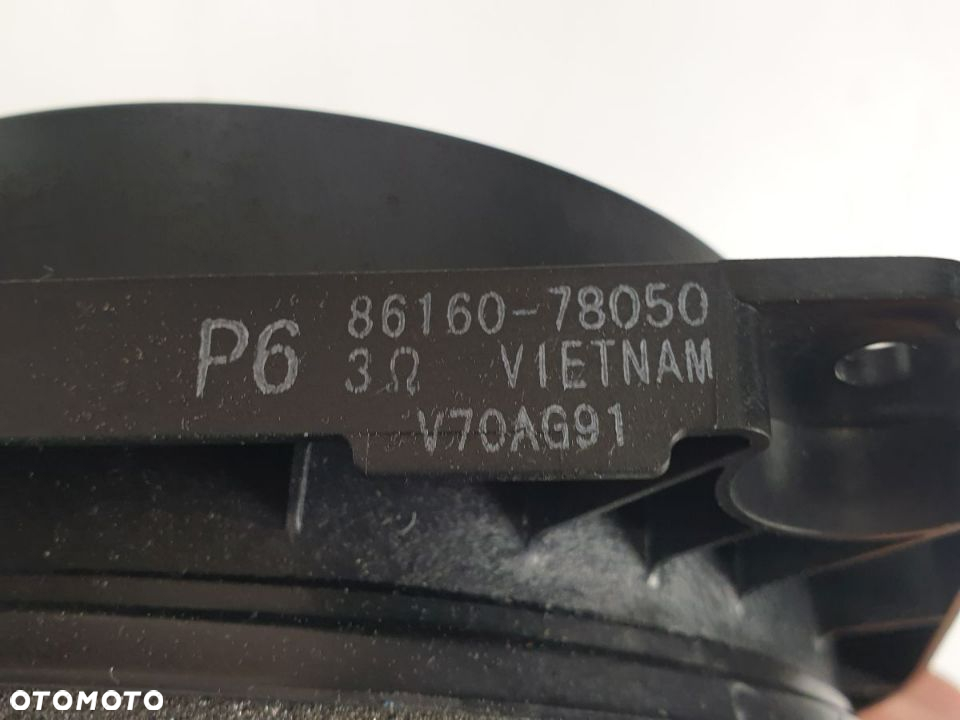 P6 86160-78050
3Ω VIETNAM
V70AG91
OTOMOTO